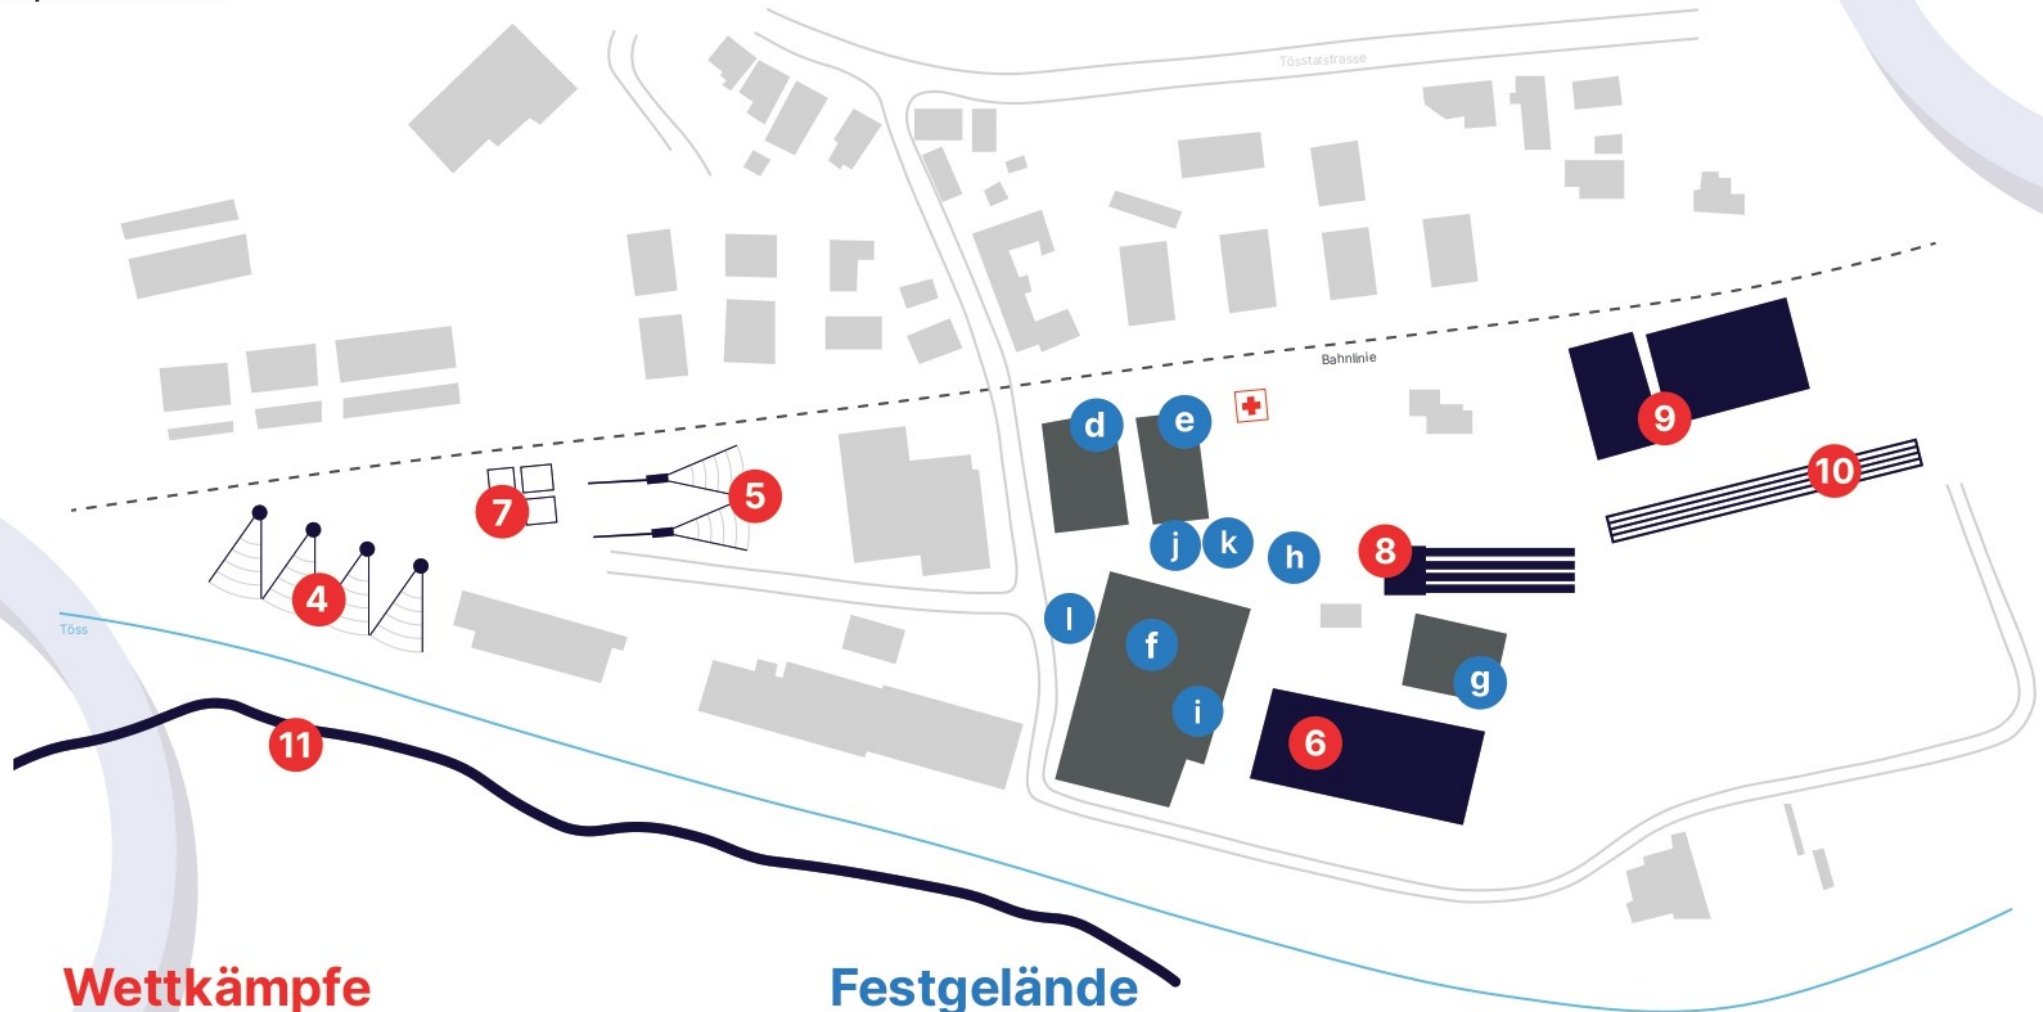 Tösstalstrasse
Bahnlinie
d
e
9
10
7
5
j
k
h
8
4
l
f
Töss
g
i
6
11
Wettkämpfe
Festgelände